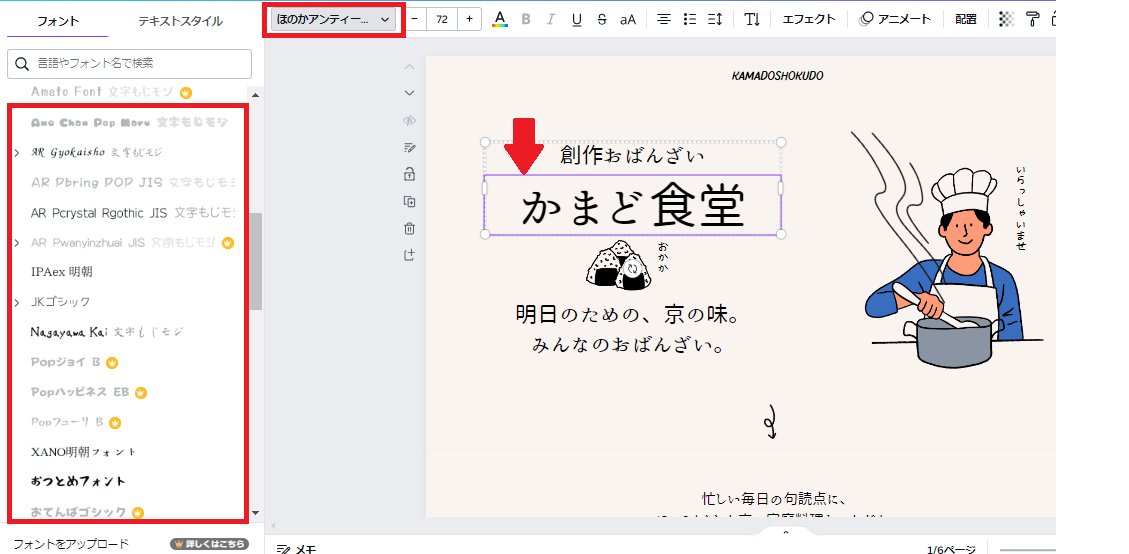 フォント
テキストスタイル
言語やフォント名で検索
Amato Font 文字もじモジ
Ame Chan Pop Maru 文字もじモジ
AR Gyokaisho 文字もじモジ
AR Pbring POP JIS 文字もじモジ
AR Pcrystal Rgothic JIS 文字もじモ
AR Pwanyinzhuai JIS 文字もじモジ
IPAex 明朝
JKゴシック
Nagayawa Kai 文字もじモジ
Popジョイ B
Popハッピネス EB
Popフューリ B
XANO明朝フォント
おつとめフォント
おてんばゴシック
フォントをアップロード
詳しくはこちら
ほのかアンティー...
− 72 +
A B I U S aA
エフェクト
アニメート
配置
KAMADOSHOKUDO
創作おばんざい
かまど食堂
おかか
明日のための、京の味。
みんなのおばんざい。
いらっしゃいませ
忙しい毎日の句読点に、
メモ
1/6ページ